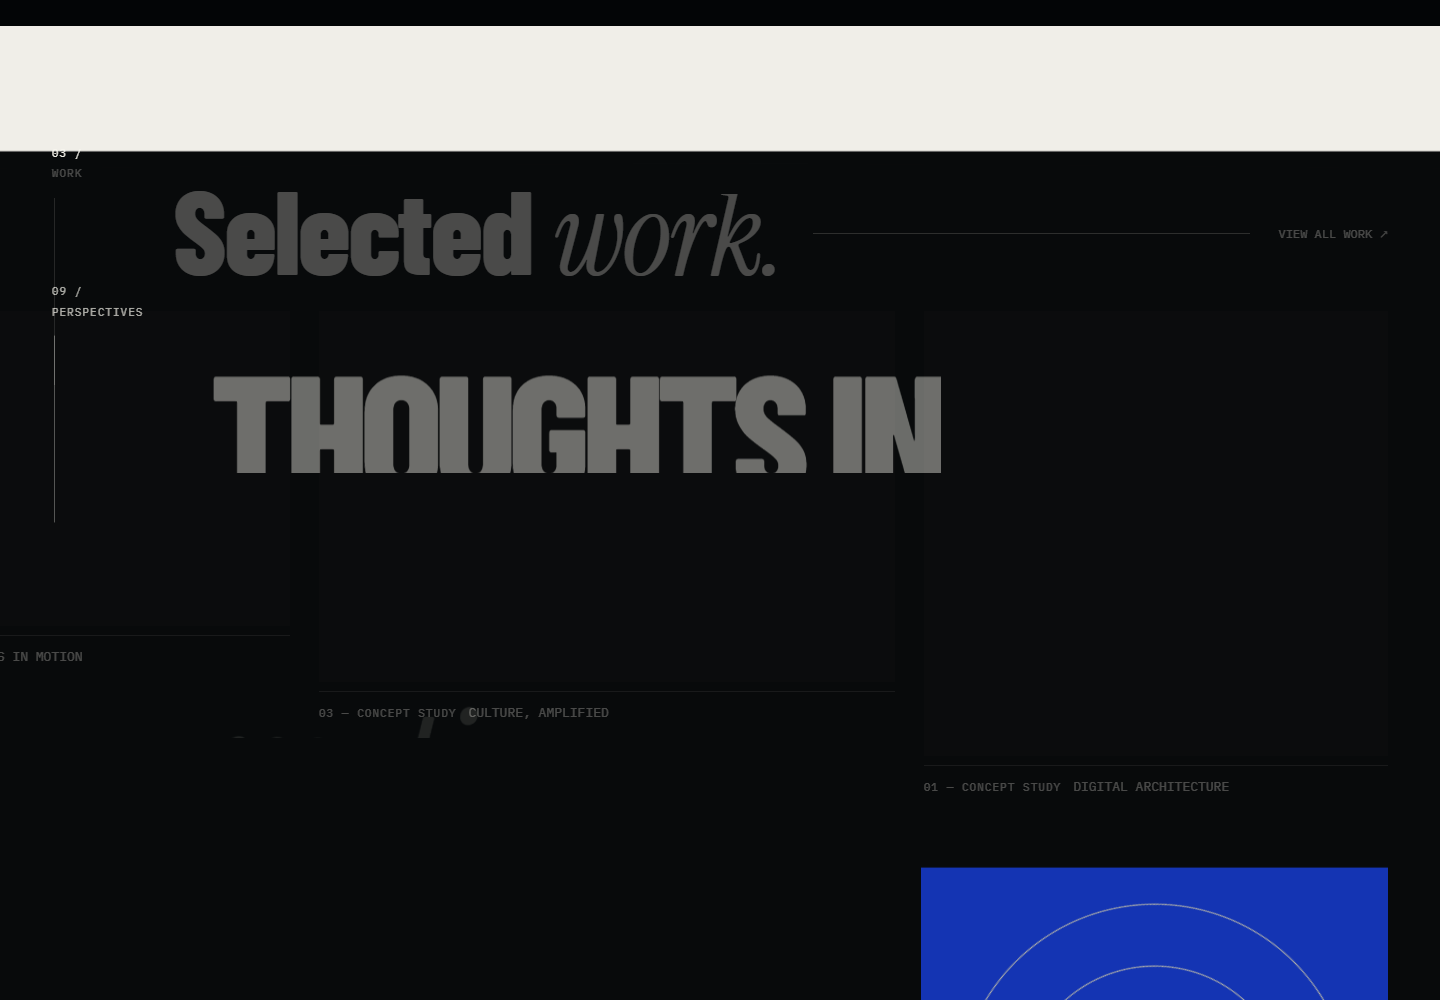 03 /
WORK
Selected work.
VIEW ALL WORK ↗
09 /
PERSPECTIVES
THOUGHTS IN
IN MOTION
03 — CONCEPT STUDY CULTURE, AMPLIFIED
01 — CONCEPT STUDY DIGITAL ARCHITECTURE